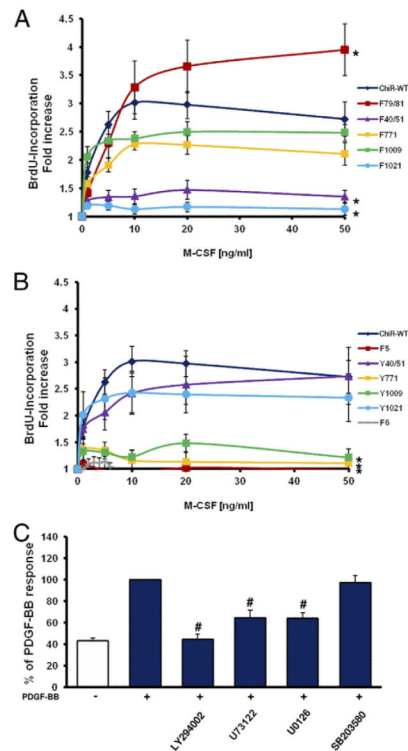 A
BrdU-Incorporation
Fold increase
4.5
4
3.5
3
2.5
2
1.5
1
0 10 20 30 40 50
M-CSF [ng/ml]
*
*
*
ChiR-WT
F79/81
F40/51
F771
F1009
F1021
B
BrdU-Incorporation
Fold increase
4.5
4
3.5
3
2.5
2
1.5
1
0 10 20 30 40 50
M-CSF [ng/ml]
*
*
*
ChiR-WT
F5
Y40/51
Y771
Y1009
Y1021
F6
C
% of PDGF-BB response
140
120
100
80
60
40
20
0
# # #
PDGF-BB - + + + + +
LY294002
U73122
U0126
SB203580